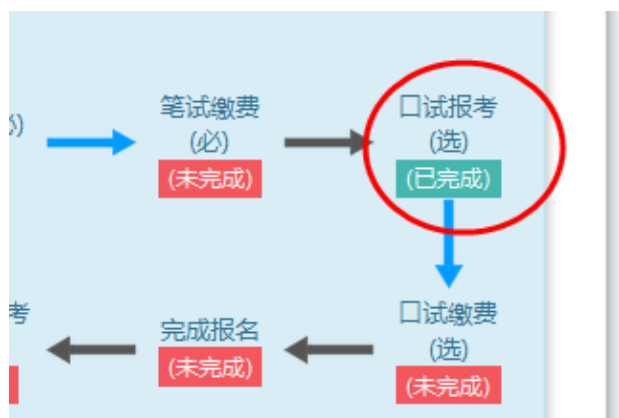 笔试缴费
口试报考
)
(必)
(选)
(未完成)
(已完成)
考
完成报名
口试缴费
(未完成)
(选)
(未完成)